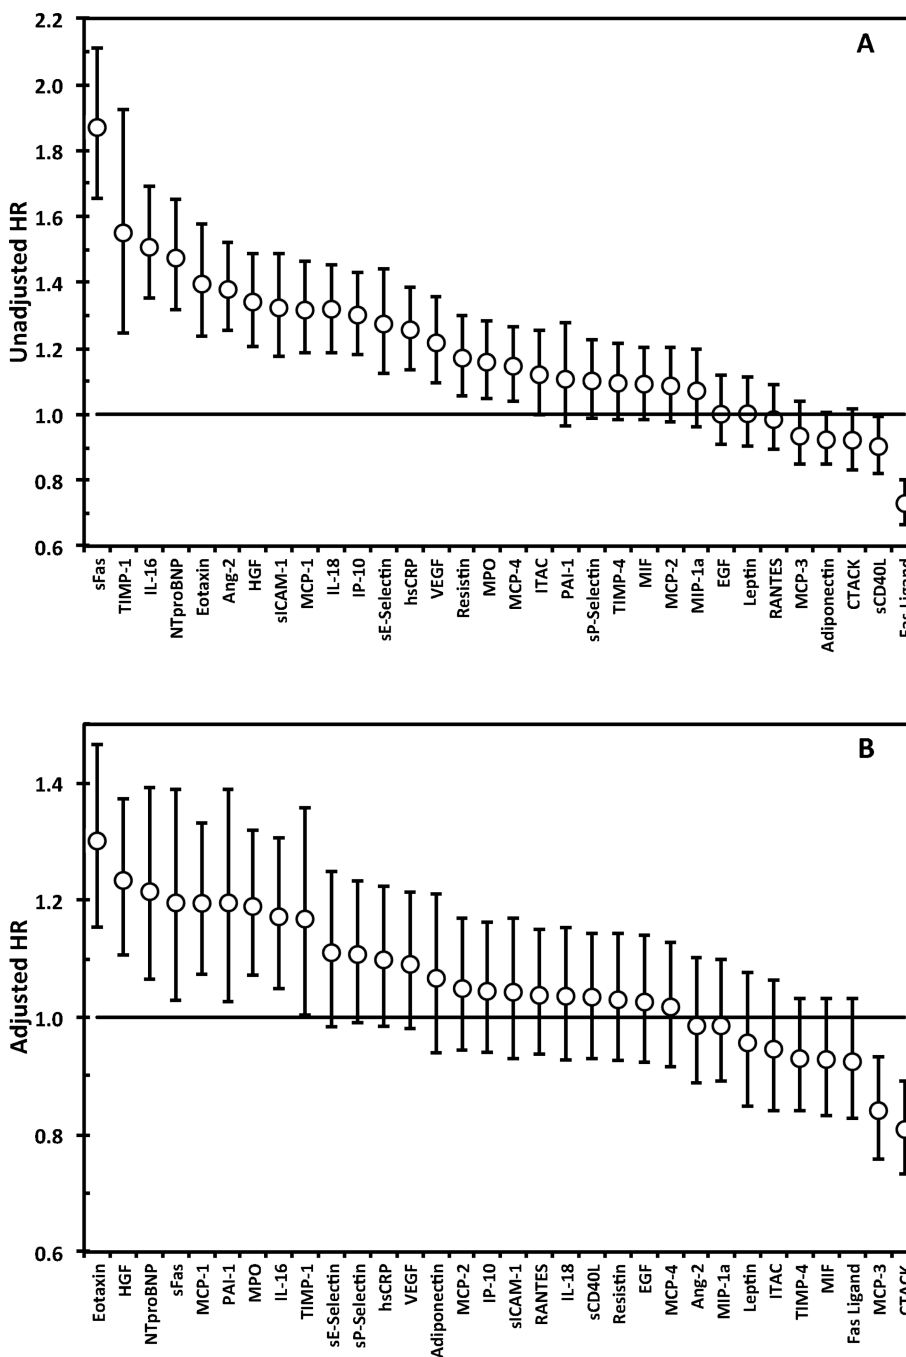 A
Unadjusted HR
2.2
2.0
1.8
1.6
1.4
1.2
1.0
0.8
0.6
sFas
TIMP-1
IL-16
NTproBNP
Eotaxin
Ang-2
HGF
sICAM-1
MCP-1
IL-18
IP-10
sE-Selectin
hsCRP
VEGF
Resistin
MPO
MCP-4
ITAC
PAI-1
sP-Selectin
TIMP-4
MIF
MCP-2
MIP-1a
EGF
Leptin
RANTES
MCP-3
Adiponectin
CTACK
sCD40L
Fas Ligand
B
Adjusted HR
1.4
1.2
1.0
0.8
0.6
Eotaxin
HGF
NTproBNP
sFas
MCP-1
PAI-1
MPO
IL-16
TIMP-1
sE-Selectin
sP-Selectin
hsCRP
VEGF
Adiponectin
MCP-2
IP-10
sICAM-1
RANTES
IL-18
sCD40L
Resistin
EGF
MCP-4
Ang-2
MIP-1a
Leptin
ITAC
TIMP-4
MIF
Fas Ligand
MCP-3
CTACK